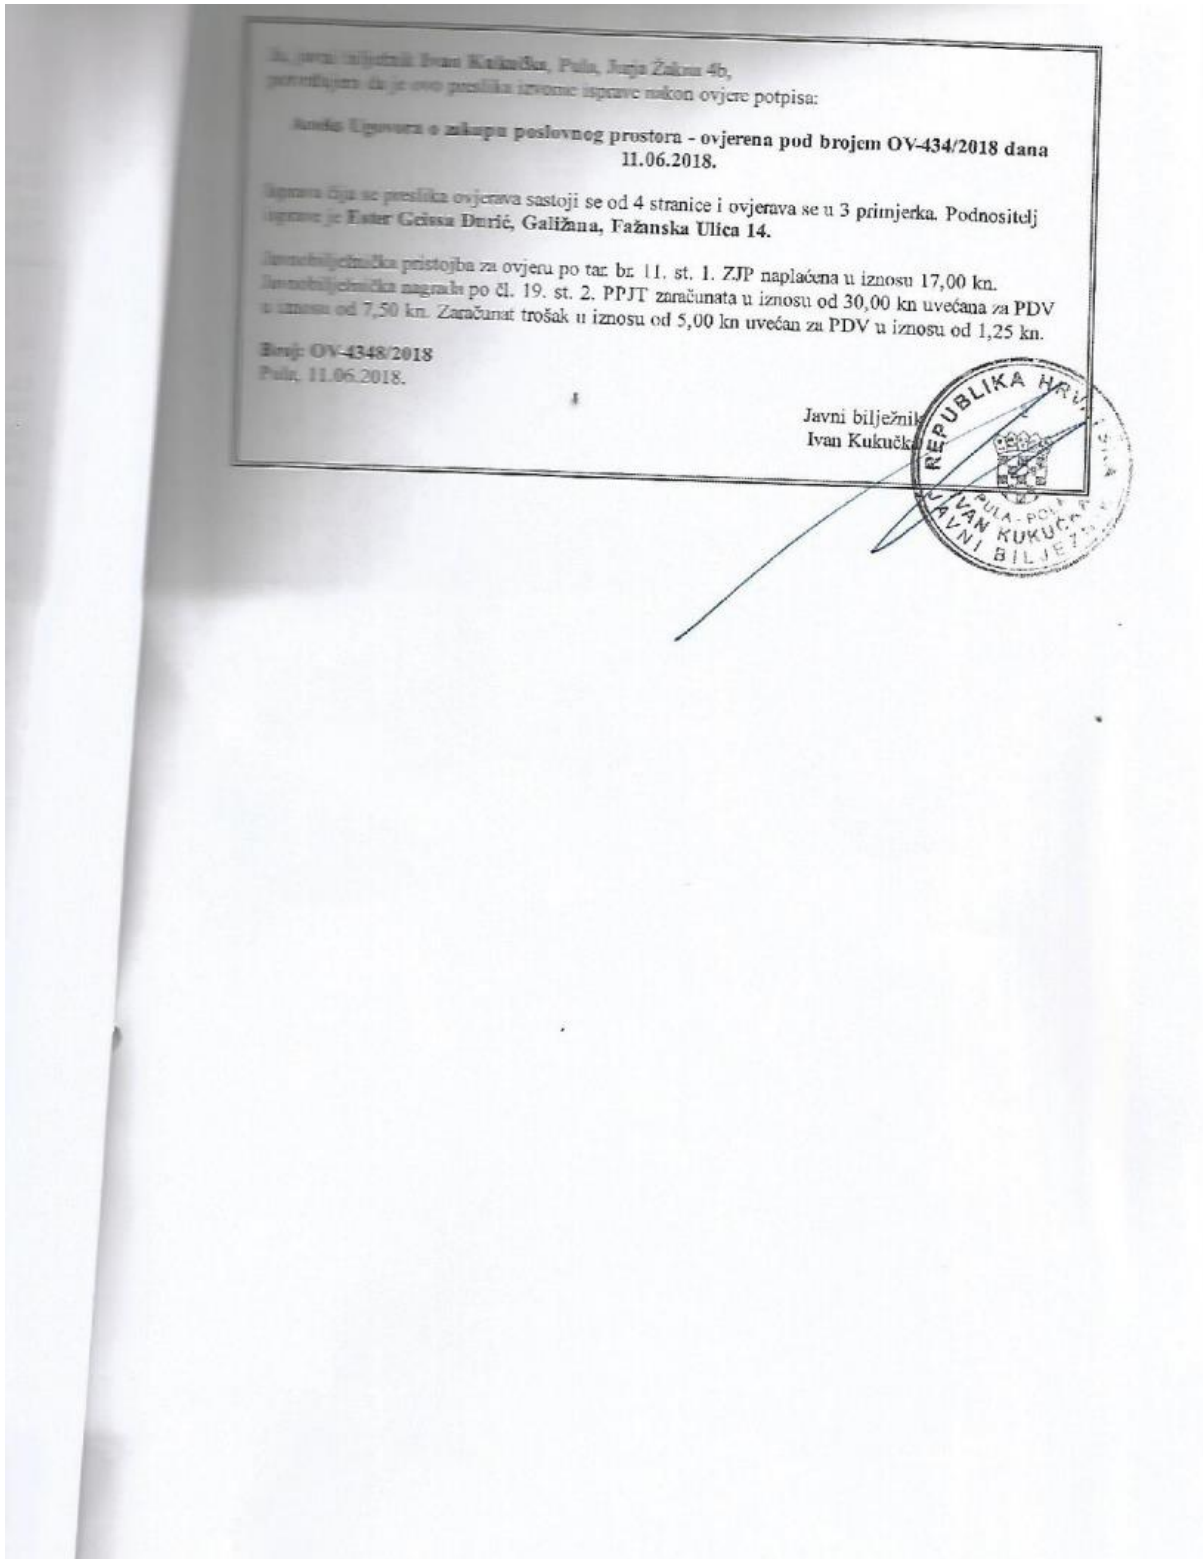 Ja, javni bilježnik Ivan Kukučka, Pula, Jurja Žakna 4b,
potvrđujem da je ovo preslika izvorne isprave nakon ovjere potpisa:
Aneks Ugovora o zakupu poslovnog prostora - ovjerena pod brojem OV-434/2018 dana
11.06.2018.
Isprava čija se preslika ovjerava sastoji se od 4 stranice i ovjerava se u 3 primjerka. Podnositelj
isprave je Ester Geissa Đurić, Galižana, Fažanska Ulica 14.
Javnobilježnička pristojba za ovjeru po tar. br. 11. st. 1. ZJP naplaćena u iznosu 17,00 kn.
Javnobilježnička nagrada po čl. 19. st. 2. PPJT zaračunata u iznosu od 30,00 kn uvećana za PDV
u iznosu od 7,50 kn. Zaračunat trošak u iznosu od 5,00 kn uvećan za PDV u iznosu od 1,25 kn.
Broj: OV-4348/2018
Pula, 11.06.2018.
Javni bilježnik
Ivan Kukučka
REPUBLIKA HRVATSKA
PULA - POLA
IVAN KUKUČKA
JAVNI BILJEŽNIK